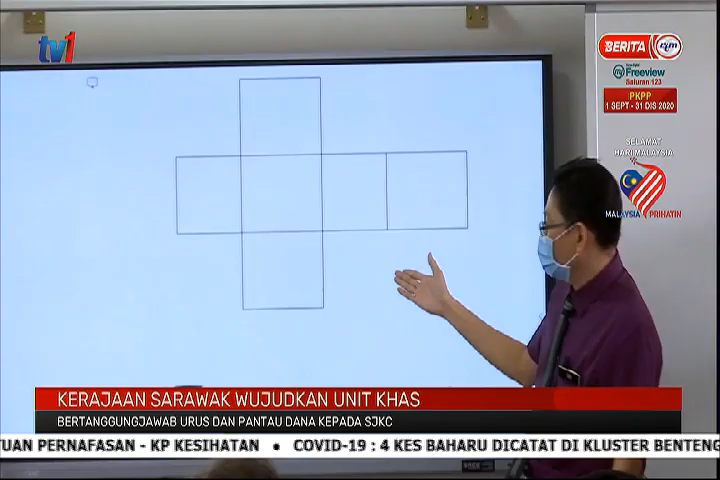 tv1
BERITA rtm
myFreeview
Saluran 123
PKPP
1 SEPT - 31 DIS 2020
SELAMAT
HARI MALAYSIA
MALAYSIA PRIHATIN
KERAJAAN SARAWAK WUJUDKAN UNIT KHAS
BERTANGGUNGJAWAB URUS DAN PANTAU DANA KEPADA SJKC
TUAN PERNAFASAN - KP KESIHATAN • COVID-19 : 4 KES BAHARU DICATAT DI KLUSTER BENTENG